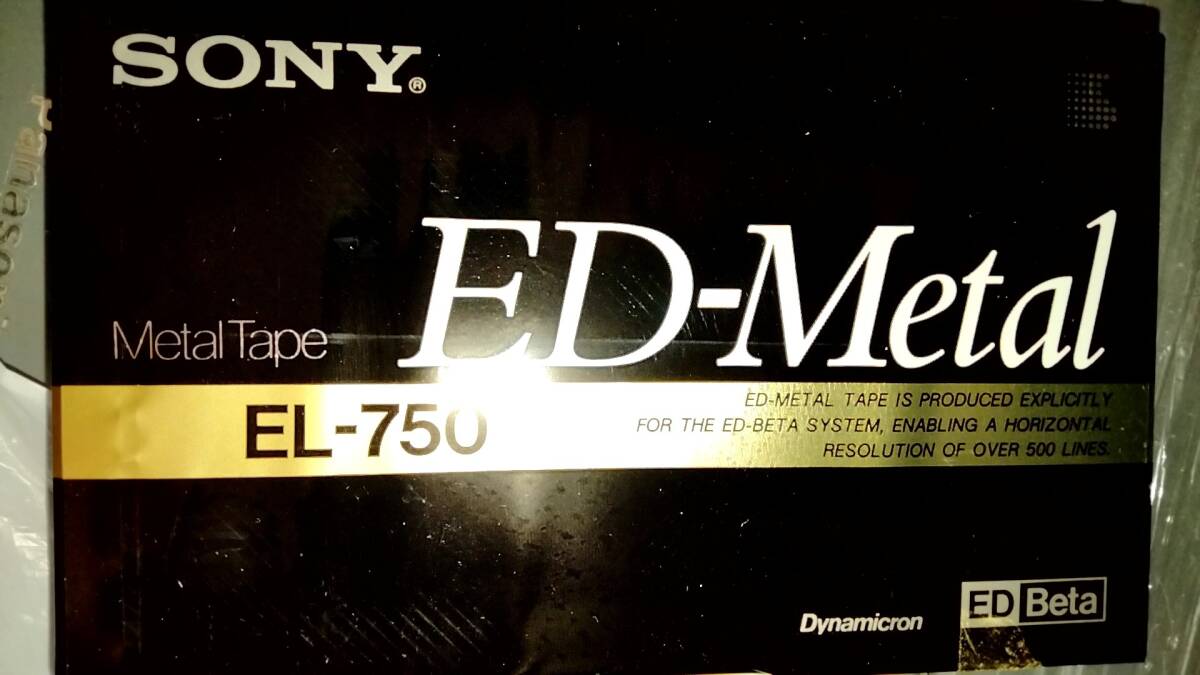 SONY®
ED-Metal
Metal Tape
EL-750
ED-METAL TAPE IS PRODUCED EXPLICITLY
FOR THE ED-BETA SYSTEM, ENABLING A HORIZONTAL
RESOLUTION OF OVER 500 LINES.
Dynamicron
ED Beta